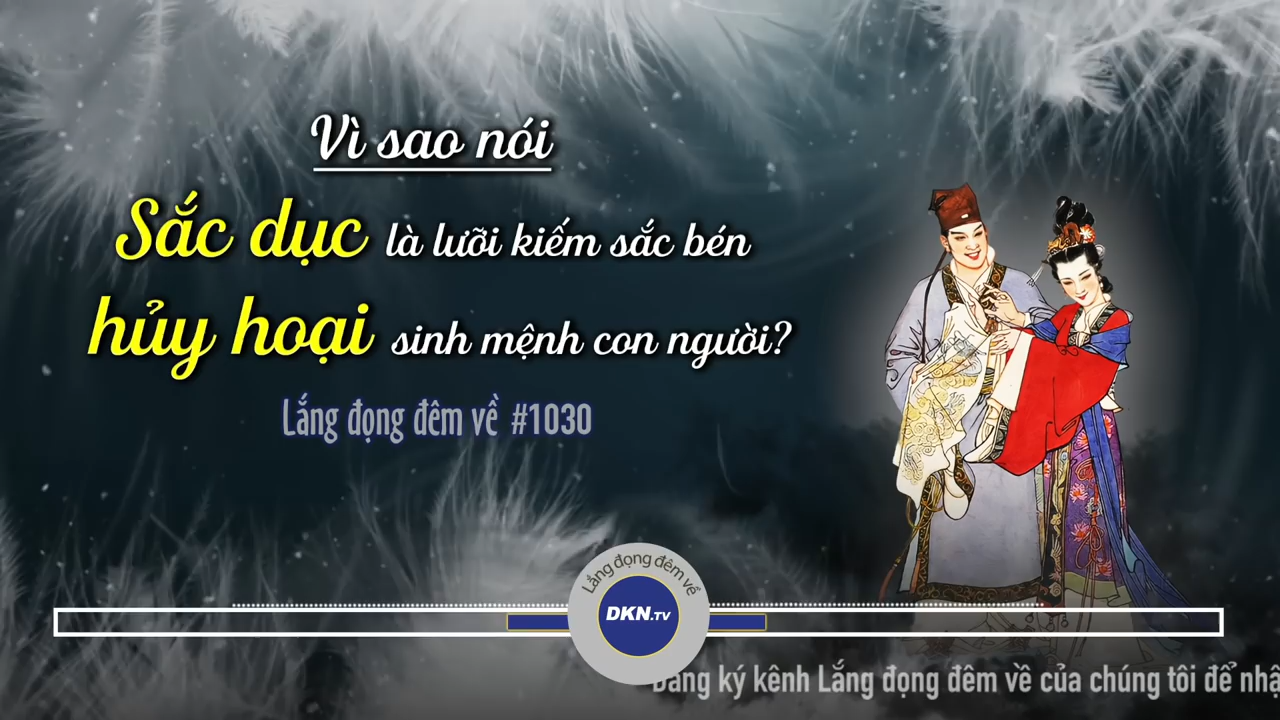 Vì sao nói
Sắc dục là lưỡi kiếm sắc bén
hủy hoại sinh mệnh con người?
Lắng đọng đêm về #1030
Lắng đọng đêm về
DKN.TV
Đăng ký kênh Lắng đọng đêm về của chúng tôi để